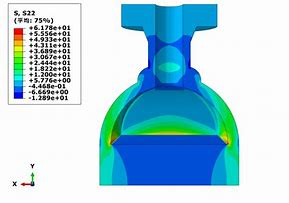 S, S22
(平均: 75%)
+6.178e+01
+5.556e+01
+4.933e+01
+4.311e+01
+3.689e+01
+3.067e+01
+2.444e+01
+1.822e+01
+1.200e+01
+5.776e+00
-4.468e-01
-6.669e+00
-1.289e+01
Y
X